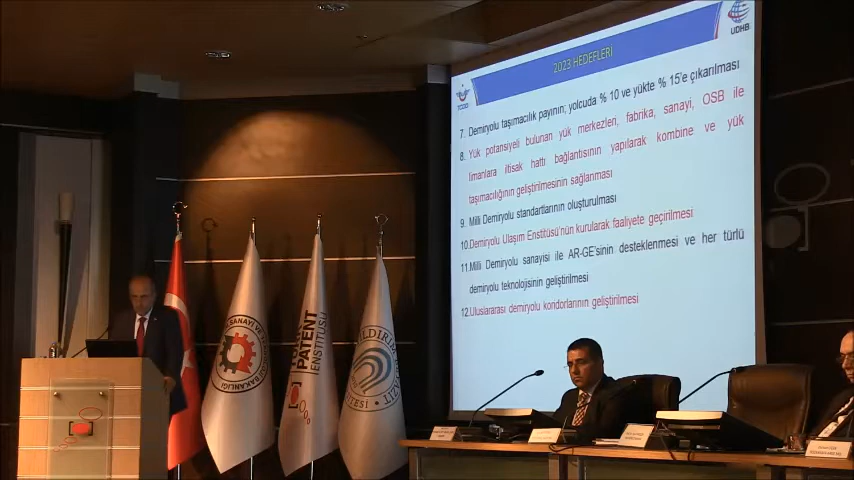 2023 HEDEFLERİ
UDHB
TCDD
7. Demiryolu taşımacılık payının; yolcuda % 10 ve yükte % 15'e çıkarılması
8. Yük potansiyeli bulunan yük merkezleri, fabrika, sanayi, OSB ile
limanlara iltisak hattı bağlantısının yapılarak kombine ve yük
taşımacılığının geliştirilmesinin sağlanması
9. Milli Demiryolu standartlarının oluşturulması
10. Demiryolu Ulaşım Enstitüsü'nün kurularak faaliyete geçirilmesi
11. Milli Demiryolu sanayisi ile AR-GE'sinin desteklenmesi ve her türlü
demiryolu teknolojisinin geliştirilmesi
12. Uluslararası demiryolu kondorlarının geliştirilmesi
TÜRK
PATENT
ENSTİTÜSÜ